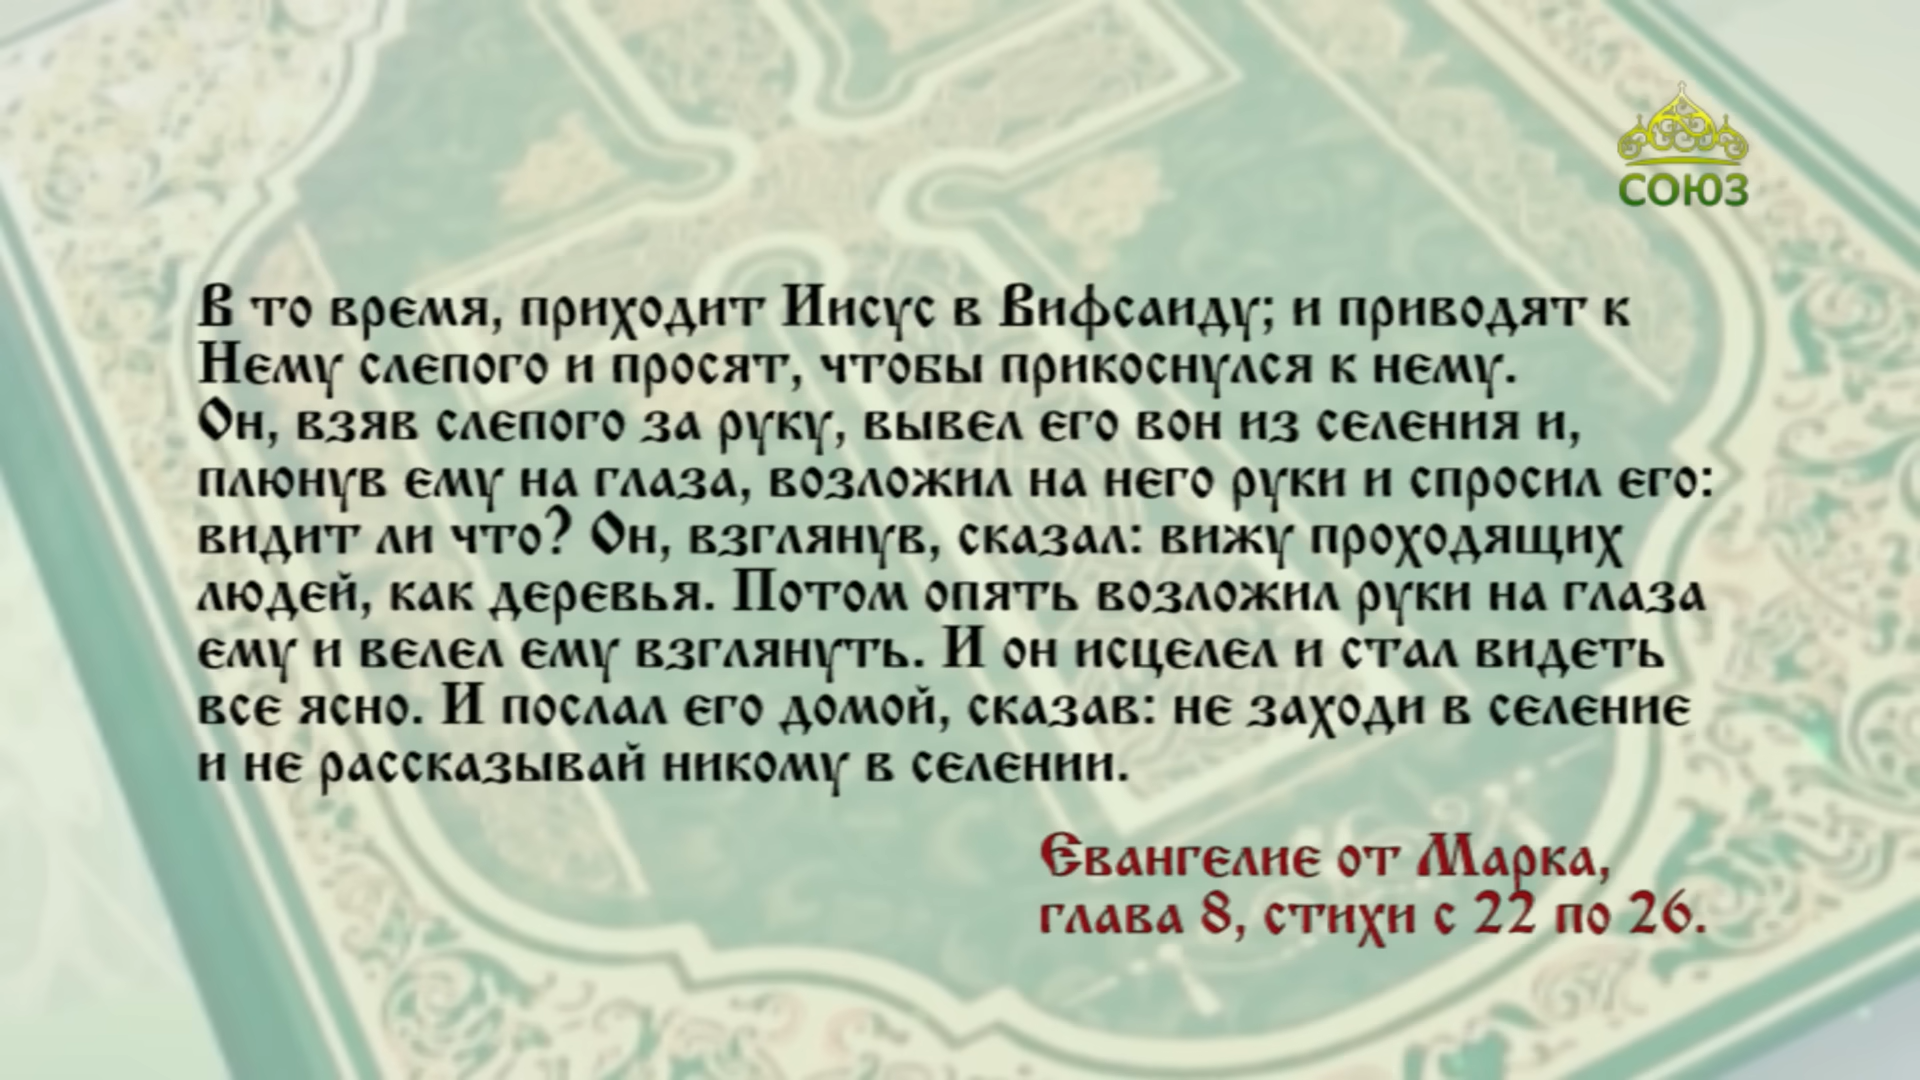 СОЮЗ
В то время, приходит Иисус в Вифсаиду; и приводят к
Нему слепого и просят, чтобы прикоснулся к нему.
Он, взяв слепого за руку, вывел его вон из селения и,
плюнув ему на глаза, возложил на него руки и спросил его:
видит ли что? Он, взглянув, сказал: вижу проходящих
людей, как деревья. Потом опять возложил руки на глаза
ему и велел ему взглянуть. И он исцелел и стал видеть
все ясно. И послал его домой, сказав: не заходи в селение
и не рассказывай никому в селении.
Евангелие от Марка,
глава 8, стихи с 22 по 26.